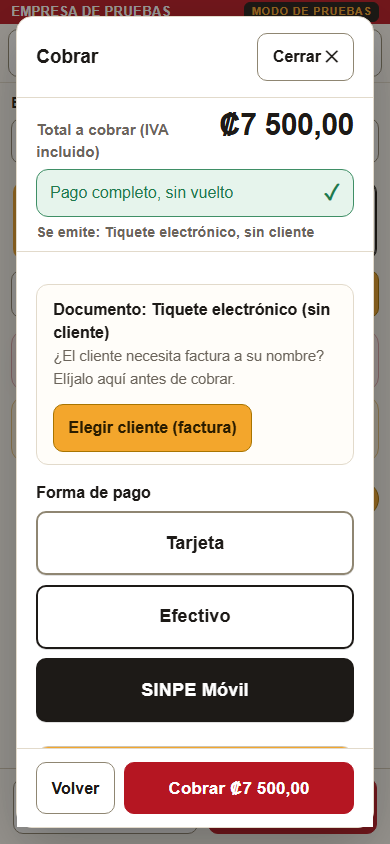 EMPRESA DE PRUEBAS
MODO DE PRUEBAS
Cobrar
Cerrar ✕
Total a cobrar (IVA
incluido)
₡7 500,00
Pago completo, sin vuelto ✓
Se emite: Tiquete electrónico, sin cliente
Documento: Tiquete electrónico (sin
cliente)
¿El cliente necesita factura a su nombre?
Elíjalo aquí antes de cobrar.
Elegir cliente (factura)
Forma de pago
Tarjeta
Efectivo
SINPE Móvil
Volver
Cobrar ₡7 500,00